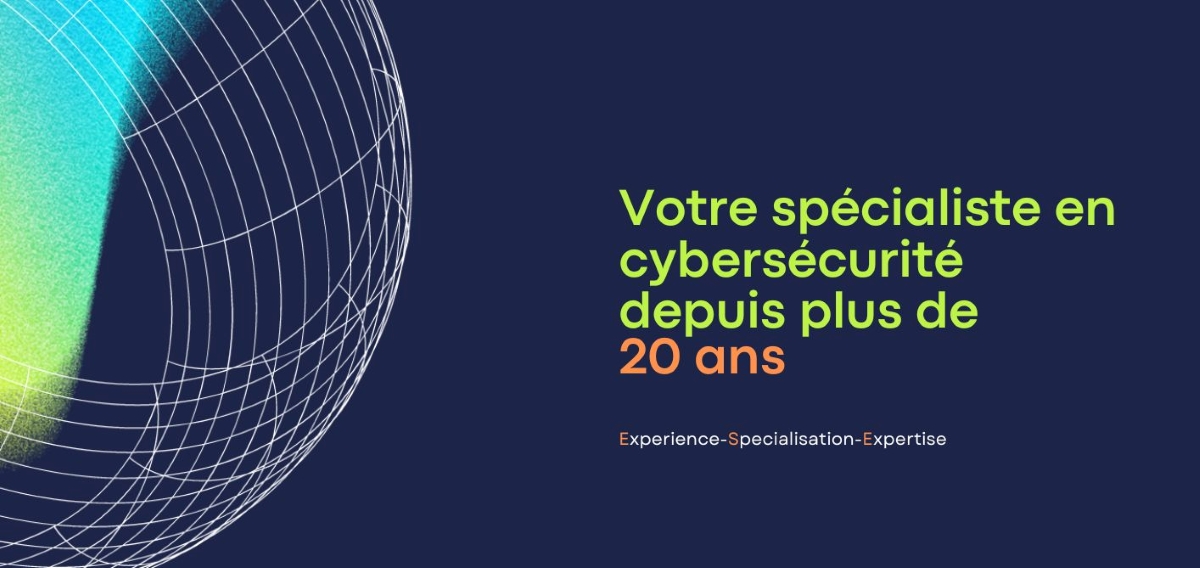 Votre spécialiste en
cybersécurité
depuis plus de
20 ans
Experience-Specialisation-Expertise